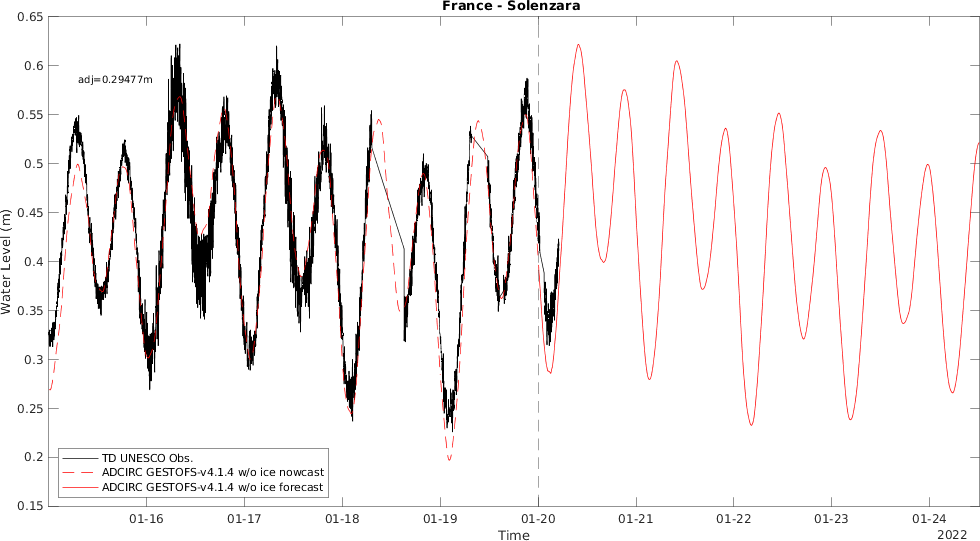 France - Solenzara
0.65
0.6
0.55
0.5
0.45
0.4
0.35
0.3
0.25
0.2
0.15
Water Level (m)
adj=0.29477m
TD UNESCO Obs.
ADCIRC GESTOFS-v4.1.4 w/o ice nowcast
ADCIRC GESTOFS-v4.1.4 w/o ice forecast
01-16 01-17 01-18 01-19 01-20 01-21 01-22 01-23 01-24
Time
2022